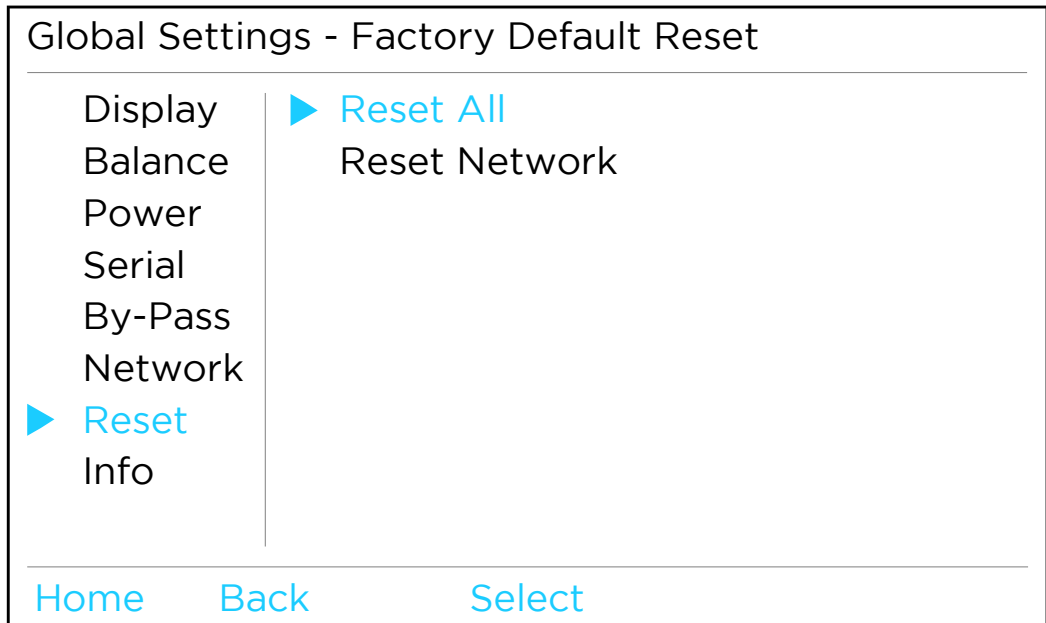 Global Settings - Factory Default Reset
Display
Balance
Power
Serial
By-Pass
Network
Reset
Info
Reset All
Reset Network
Home Back Select